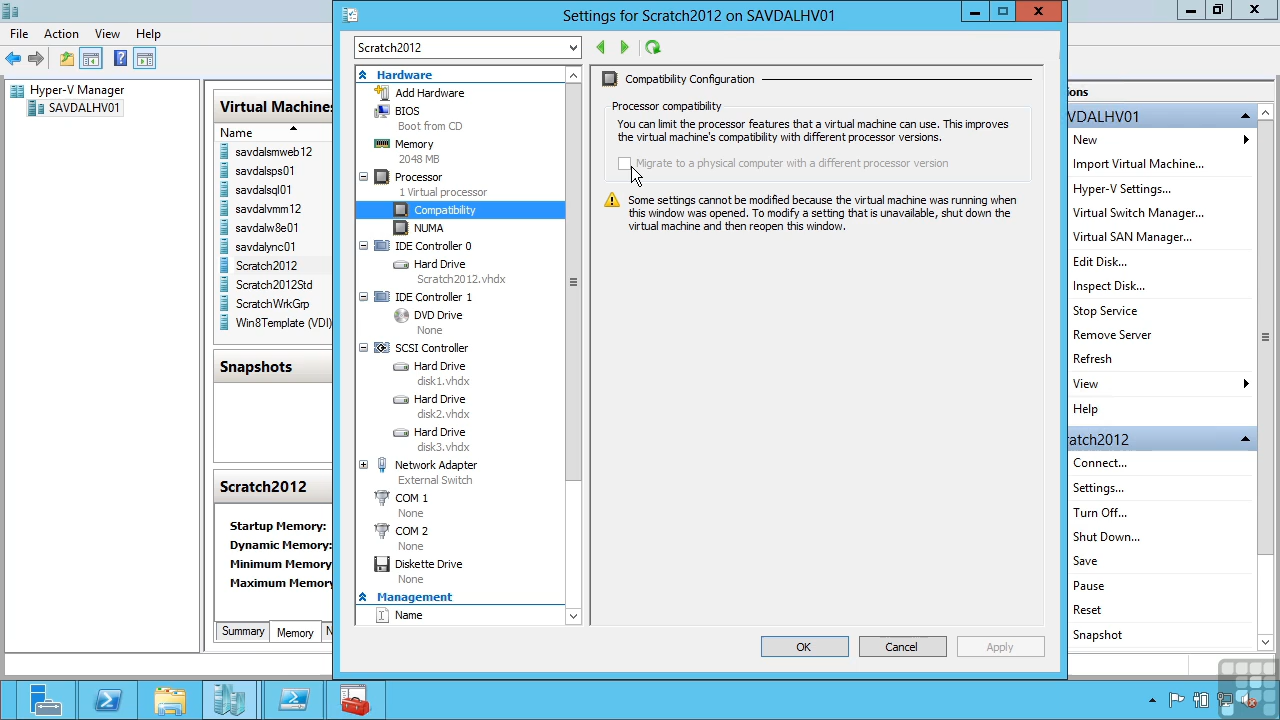 Settings for Scratch2012 on SAVDALHV01
File Action View Help
Hyper-V Manager
SAVDALHV01
Virtual Machines
Name
savdalsmweb12
savdalsps01
savdalsql01
savdalvmm12
savdalw8e01
savdalync01
Scratch2012
Scratch2012Std
ScratchWrkGrp
Win8Template (VDI)
Snapshots
Scratch2012
Startup Memory:
Dynamic Memory:
Minimum Memory
Maximum Memory
Summary Memory N
Scratch2012
Hardware
Add Hardware
BIOS
Boot from CD
Memory
2048 MB
Processor
1 Virtual processor
Compatibility
NUMA
IDE Controller 0
Hard Drive
Scratch2012.vhdx
IDE Controller 1
DVD Drive
None
SCSI Controller
Hard Drive
disk1.vhdx
Hard Drive
disk2.vhdx
Hard Drive
disk3.vhdx
Network Adapter
External Switch
COM 1
None
COM 2
None
Diskette Drive
None
Management
Name
Compatibility Configuration
Processor compatibility
You can limit the processor features that a virtual machine can use. This improves
the virtual machine's compatibility with different processor versions.
Migrate to a physical computer with a different processor version
Some settings cannot be modified because the virtual machine was running when
this window was opened. To modify a setting that is unavailable, shut down the
virtual machine and then reopen this window.
OK Cancel Apply
ons
VDALHV01
New
Import Virtual Machine...
Hyper-V Settings...
Virtual Switch Manager...
Virtual SAN Manager...
Edit Disk...
Inspect Disk...
Stop Service
Remove Server
Refresh
View
Help
ratch2012
Connect...
Settings...
Turn Off...
Shut Down...
Save
Pause
Reset
Snapshot